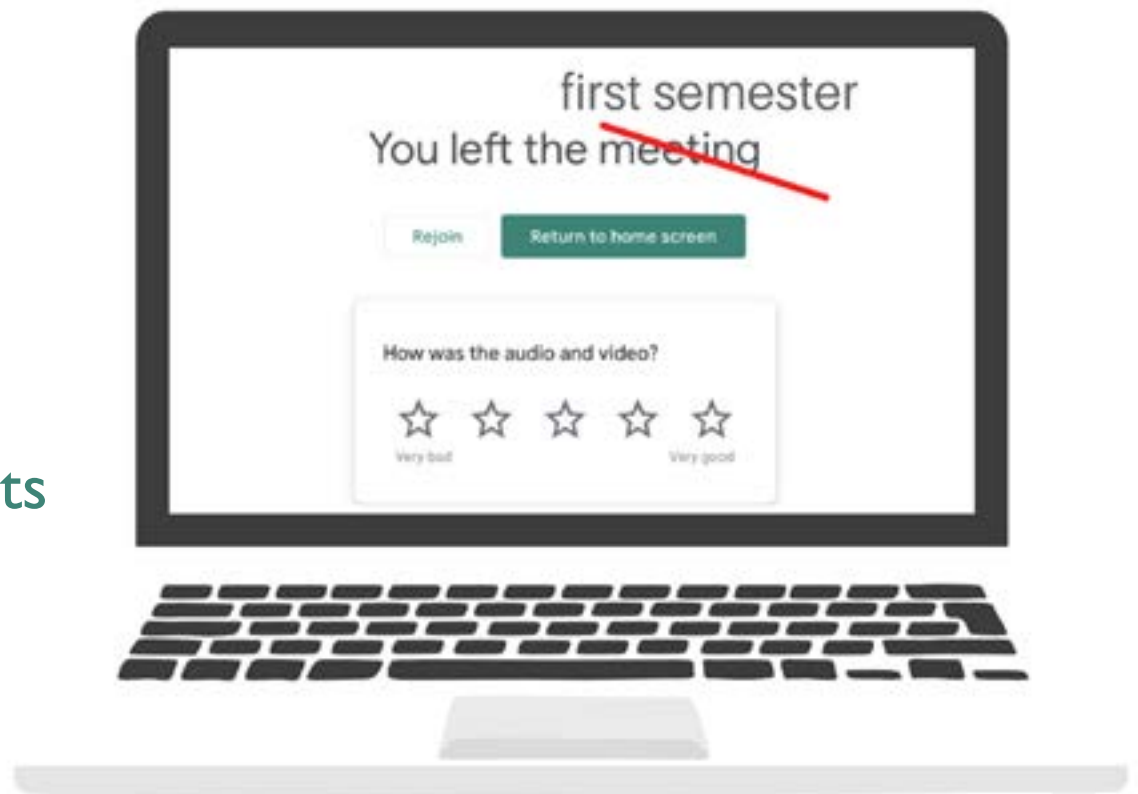 first semester
You left the meeting
Rejoin Return to home screen
How was the audio and video?
Very bad Very good
ts